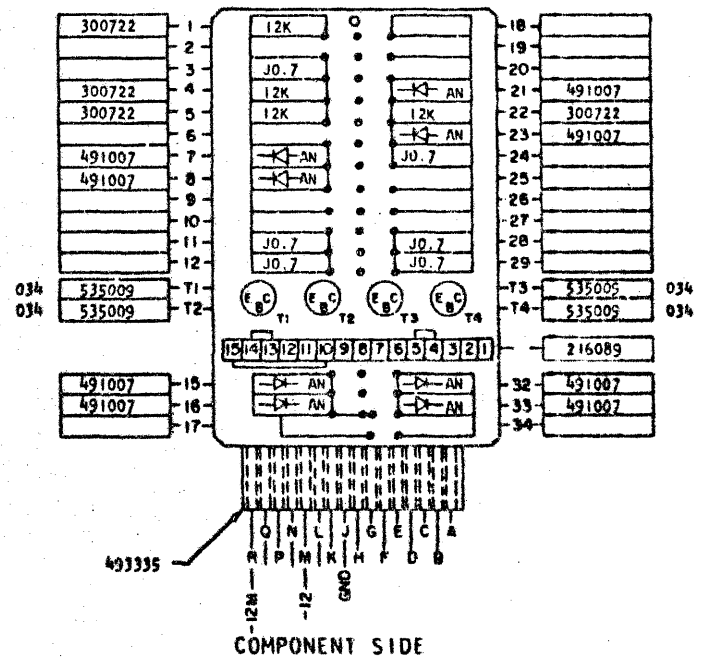 300722 1 12K 18
2 19
3 J0.7 20
300722 4 12K AN 21 491007
300722 5 12K 12K 22 300722
6 AN 23 491007
491007 7 AN J0.7 24
491007 8 AN 25
9 26
10 27
11 J0.7 J0.7 28
12 J0.7 J0.7 29
034 535009 T1 E B C E B C E B C E B C T3 535009 034
034 535009 T2 T1 T2 T3 T4 T4 535009 034
15 14 13 12 11 10 9 8 7 6 5 4 3 2 1 216089
491007 15 AN AN 32 491007
491007 16 AN AN 33 491007
17 34
Q N L J G E C A
493335 R P M K H F D B
-12M -12 GND
COMPONENT SIDE